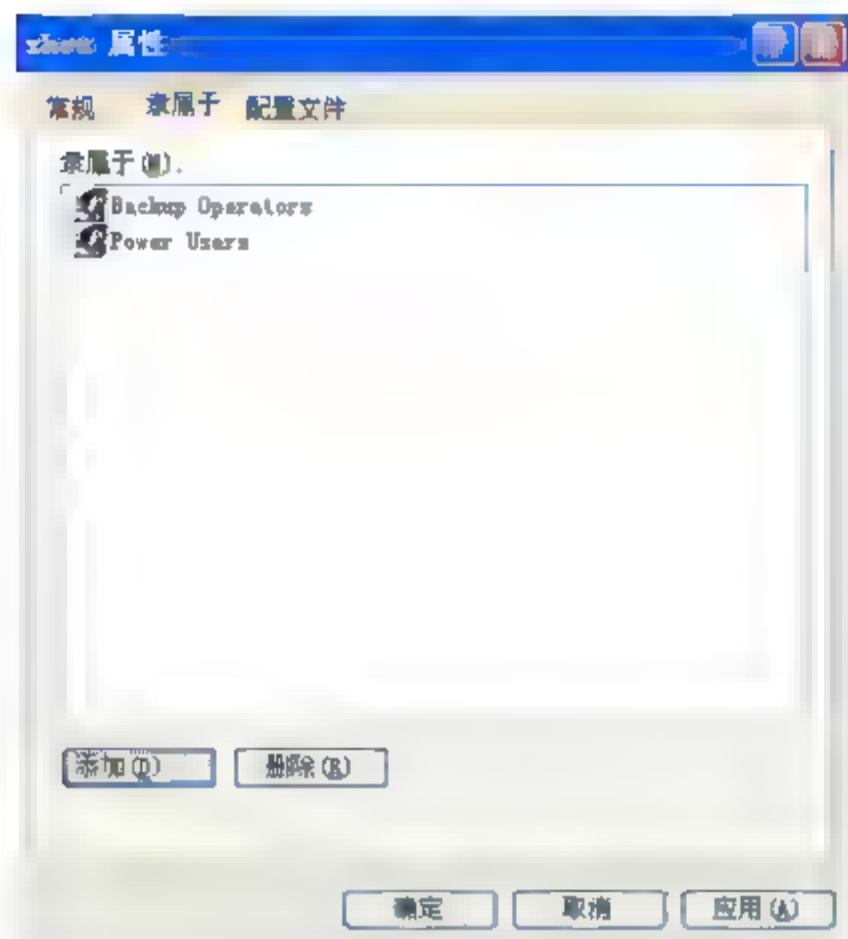 属性
常规 隶属于 配置文件
隶属于(M):
Backup Operators
Power Users
添加(D)... 删除(R)
确定 取消 应用(A)